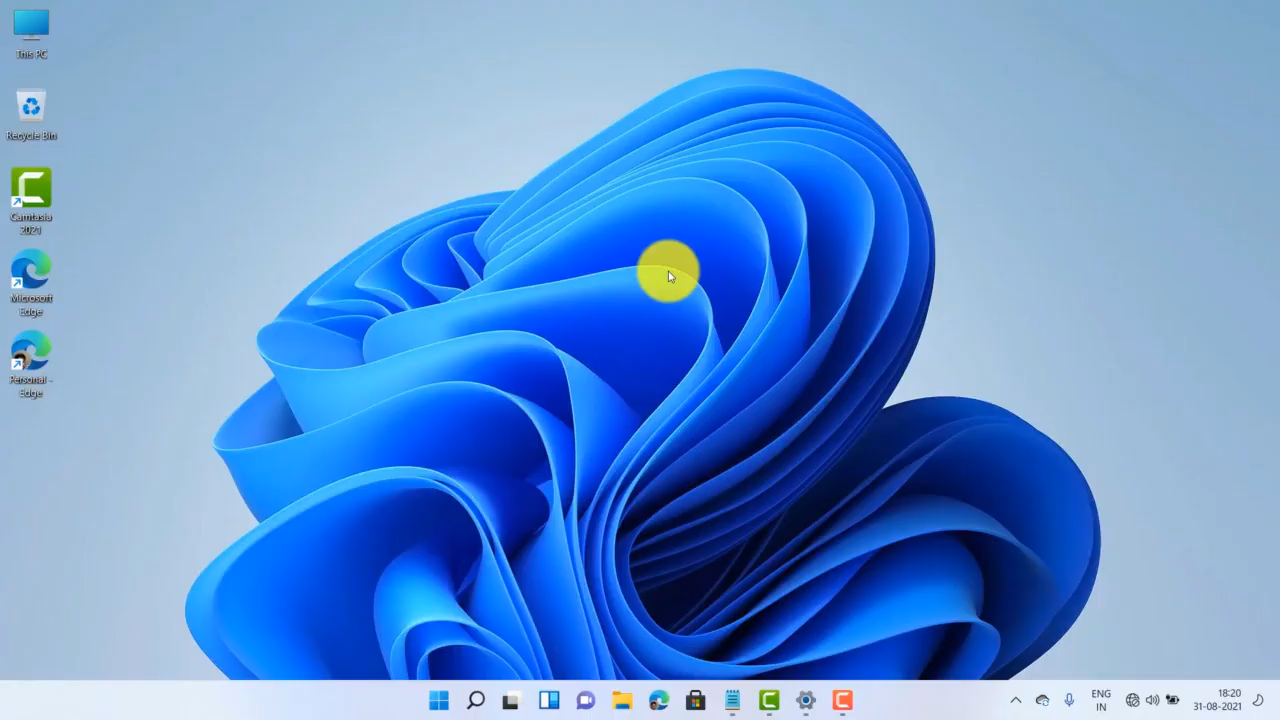 This PC
Recycle Bin
Camtasia
2021
Microsoft
Edge
Personal -
Edge
ENG
IN
18:20
31-08-2021